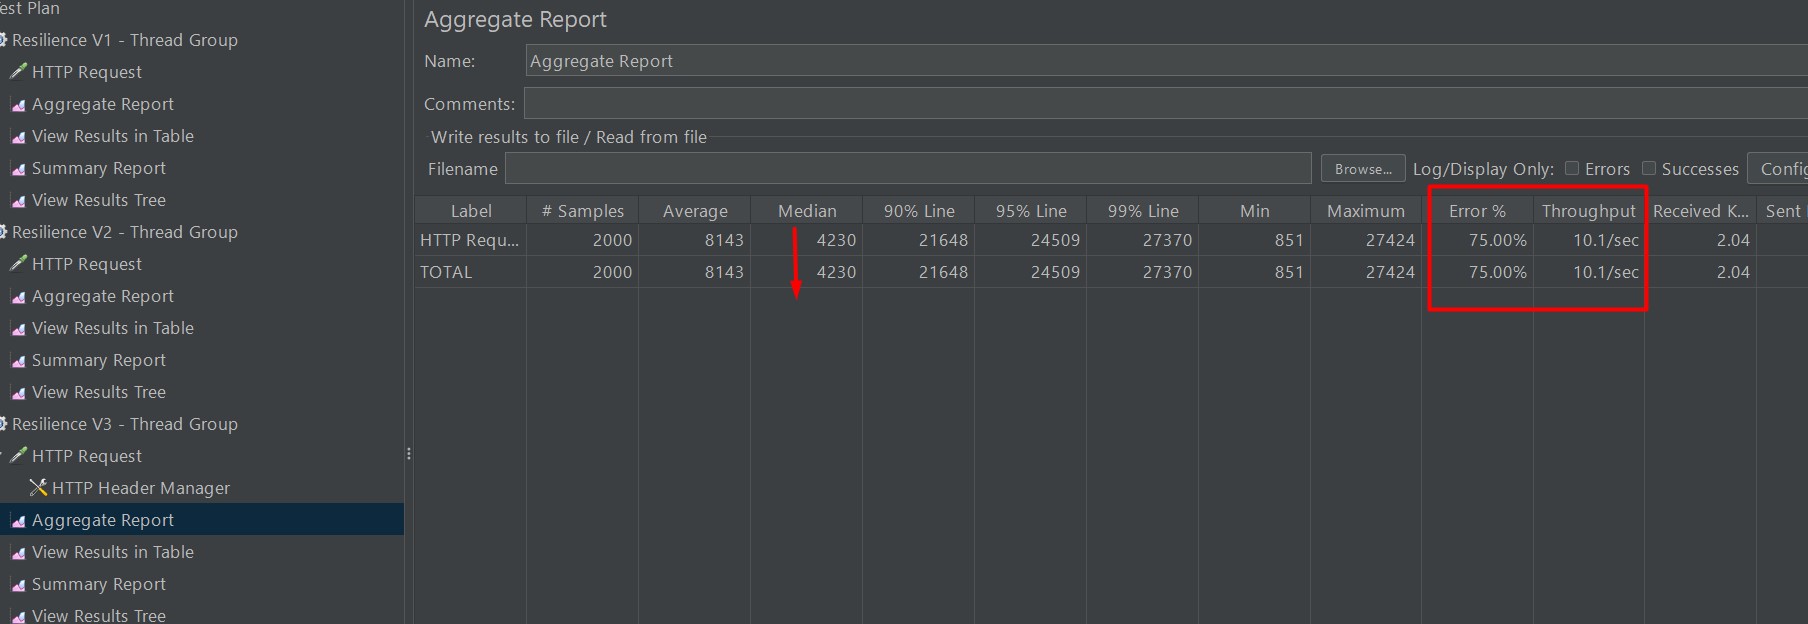 est Plan
Resilience V1 - Thread Group
HTTP Request
Aggregate Report
View Results in Table
Summary Report
View Results Tree
Resilience V2 - Thread Group
HTTP Request
Aggregate Report
View Results in Table
Summary Report
View Results Tree
Resilience V3 - Thread Group
HTTP Request
HTTP Header Manager
Aggregate Report
View Results in Table
Summary Report
View Results Tree
Aggregate Report
Name: Aggregate Report
Comments:
Write results to file / Read from file
Filename Browse... Log/Display Only: Errors Successes Config
Label # Samples Average Median 90% Line 95% Line 99% Line Min Maximum Error % Throughput Received K... Sent
HTTP Requ... 2000 8143 4230 21648 24509 27370 851 27424 75.00% 10.1/sec 2.04
TOTAL 2000 8143 4230 21648 24509 27370 851 27424 75.00% 10.1/sec 2.04